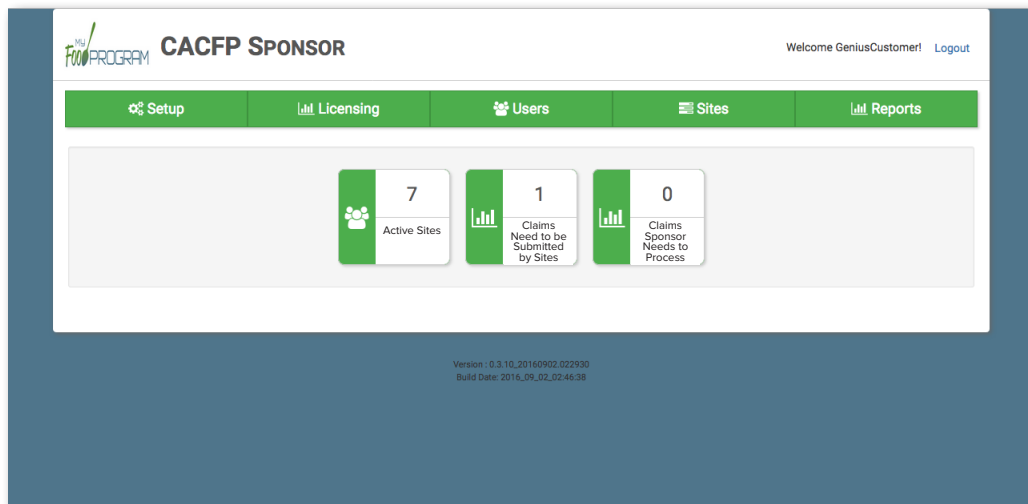 MY
Food PROGRAM
CACFP SPONSOR
Welcome GeniusCustomer! Logout
Setup Licensing Users Sites Reports
7
Active Sites
1
Claims
Need to be
Submitted
by Sites
0
Claims
Sponsor
Needs to
Process
Version : 0.3.10_20160902.022930
Build Date: 2016_09_02_02:46:38